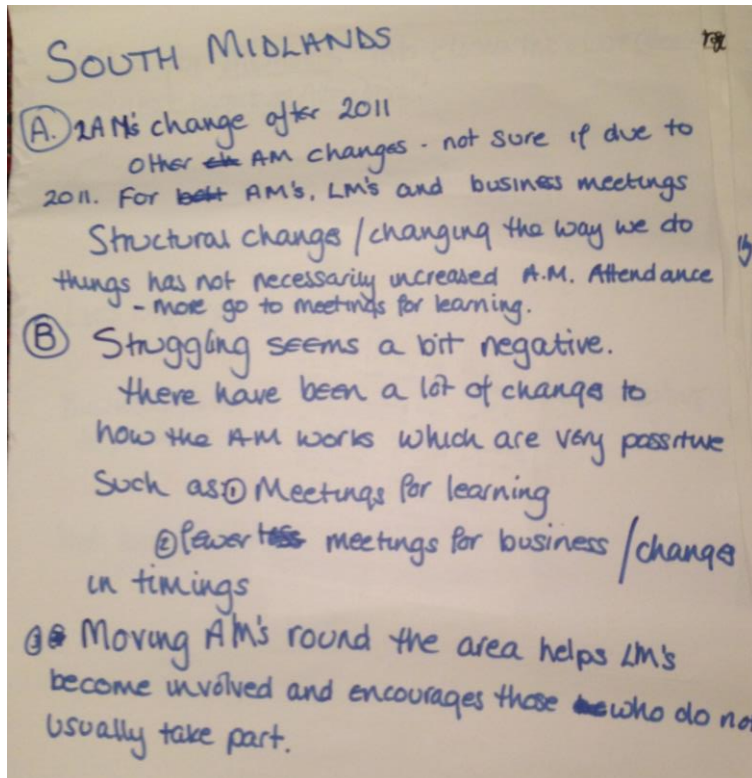 SOUTH MIDLANDS
A. 2AM's change after 2011
Other AM changes - not sure if due to
2011. For AM's, LM's and business meetings
Structural changes / changing the way we do
things has not necessarily increased A.M. Attendance
- more go to meetings for learning.
B Struggling seems a bit negative.
there have been a lot of changes to
how the AM works which are very possitive
Such as: ① Meetings for learning
② fewer meetings for business / changes
in timings
③ Moving AM's round the area helps LM's
become involved and encourages those who do not
usually take part.